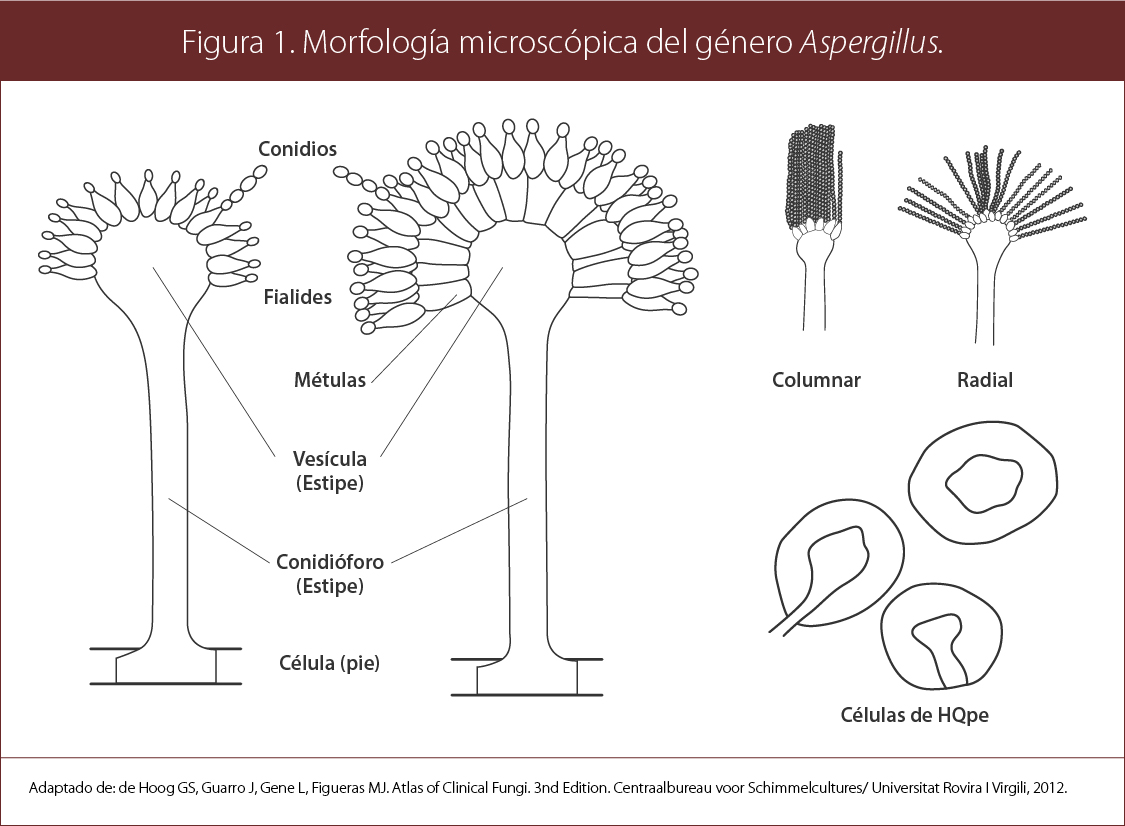 Figura 1. Morfología microscópica del género Aspergillus.
Conidios
Fialides
Métulas
Vesícula
(Estipe)
Conidióforo
(Estipe)
Célula (pie)
Columnar
Radial
Células de HQpe
Adaptado de: de Hoog GS, Guarro J, Gene L, Figueras MJ. Atlas of Clinical Fungi. 3nd Edition. Centraalbureau voor Schimmelcultures/ Universitat Rovira I Virgili, 2012.